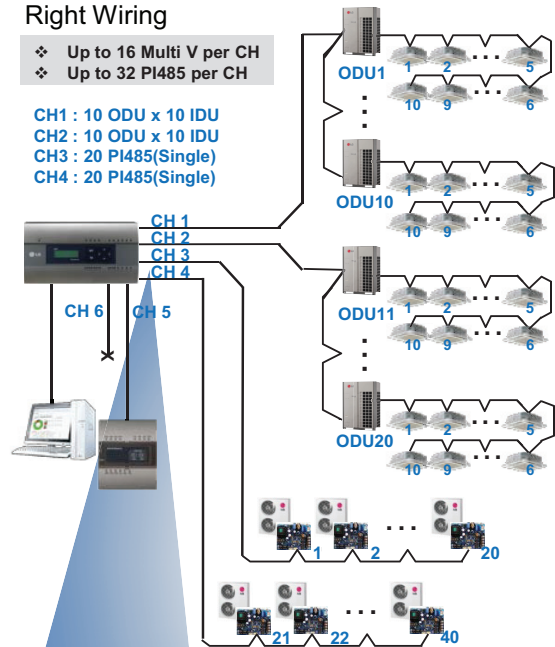 Right Wiring
❖ Up to 16 Multi V per CH
❖ Up to 32 PI485 per CH
CH1 : 10 ODU x 10 IDU
CH2 : 10 ODU x 10 IDU
CH3 : 20 PI485(Single)
CH4 : 20 PI485(Single)
ODU1
1 2 ... 5
10 9 ... 6
ODU10
1 2 ... 5
10 9 ... 6
CH 1
CH 2
CH 3
CH 4
LG
CH 6
CH 5
ODU11
1 2 ... 5
10 9 ... 6
ODU20
1 2 ... 5
10 9 ... 6
1 2 ... 20
21 22 ... 40